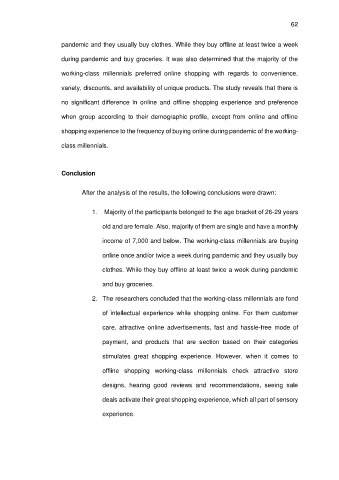 62
pandemic and they usually buy clothes. While they buy offline at least twice a week
during pandemic and buy groceries. It was also determined that the majority of the
working-class millennials preferred online shopping with regards to convenience,
variety, discounts, and availability of unique products. The study reveals that there is
no significant difference in online and offline shopping experience and preference
when group according to their demographic profile, except from online and offline
shopping experience to the frequency of buying online during pandemic of the working-
class millennials.
Conclusion
After the analysis of the results, the following conclusions were drawn:
1. Majority of the participants belonged to the age bracket of 26-29 years
old and are female. Also, majority of them are single and have a monthly
income of 7,000 and below. The working-class millennials are buying
online once and/or twice a week during pandemic and they usually buy
clothes. While they buy offline at least twice a week during pandemic
and buy groceries.
2. The researchers concluded that the working-class millennials are fond
of intellectual experience while shopping online. For them customer
care, attractive online advertisements, fast and hassle-free mode of
payment, and products that are section based on their categories
stimulates great shopping experience. However, when it comes to
offline shopping working-class millennials check attractive store
designs, hearing good reviews and recommendations, seeing sale
deals activate their great shopping experience, which all part of sensory
experience.